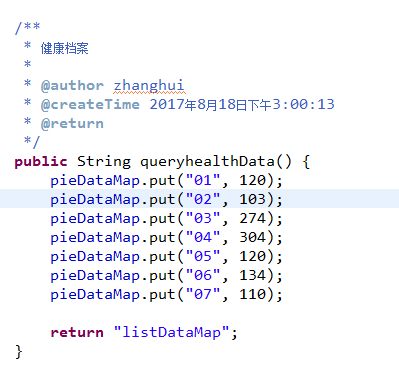 /**
 * 健康档案
 *
 * @author zhanghui
 * @createTime 2017年8月18日下午3:00:13
 * @return
 */
public String queryhealthData() {
    pieDataMap.put("01", 120);
    pieDataMap.put("02", 103);
    pieDataMap.put("03", 274);
    pieDataMap.put("04", 304);
    pieDataMap.put("05", 120);
    pieDataMap.put("06", 134);
    pieDataMap.put("07", 110);

    return "listDataMap";
}